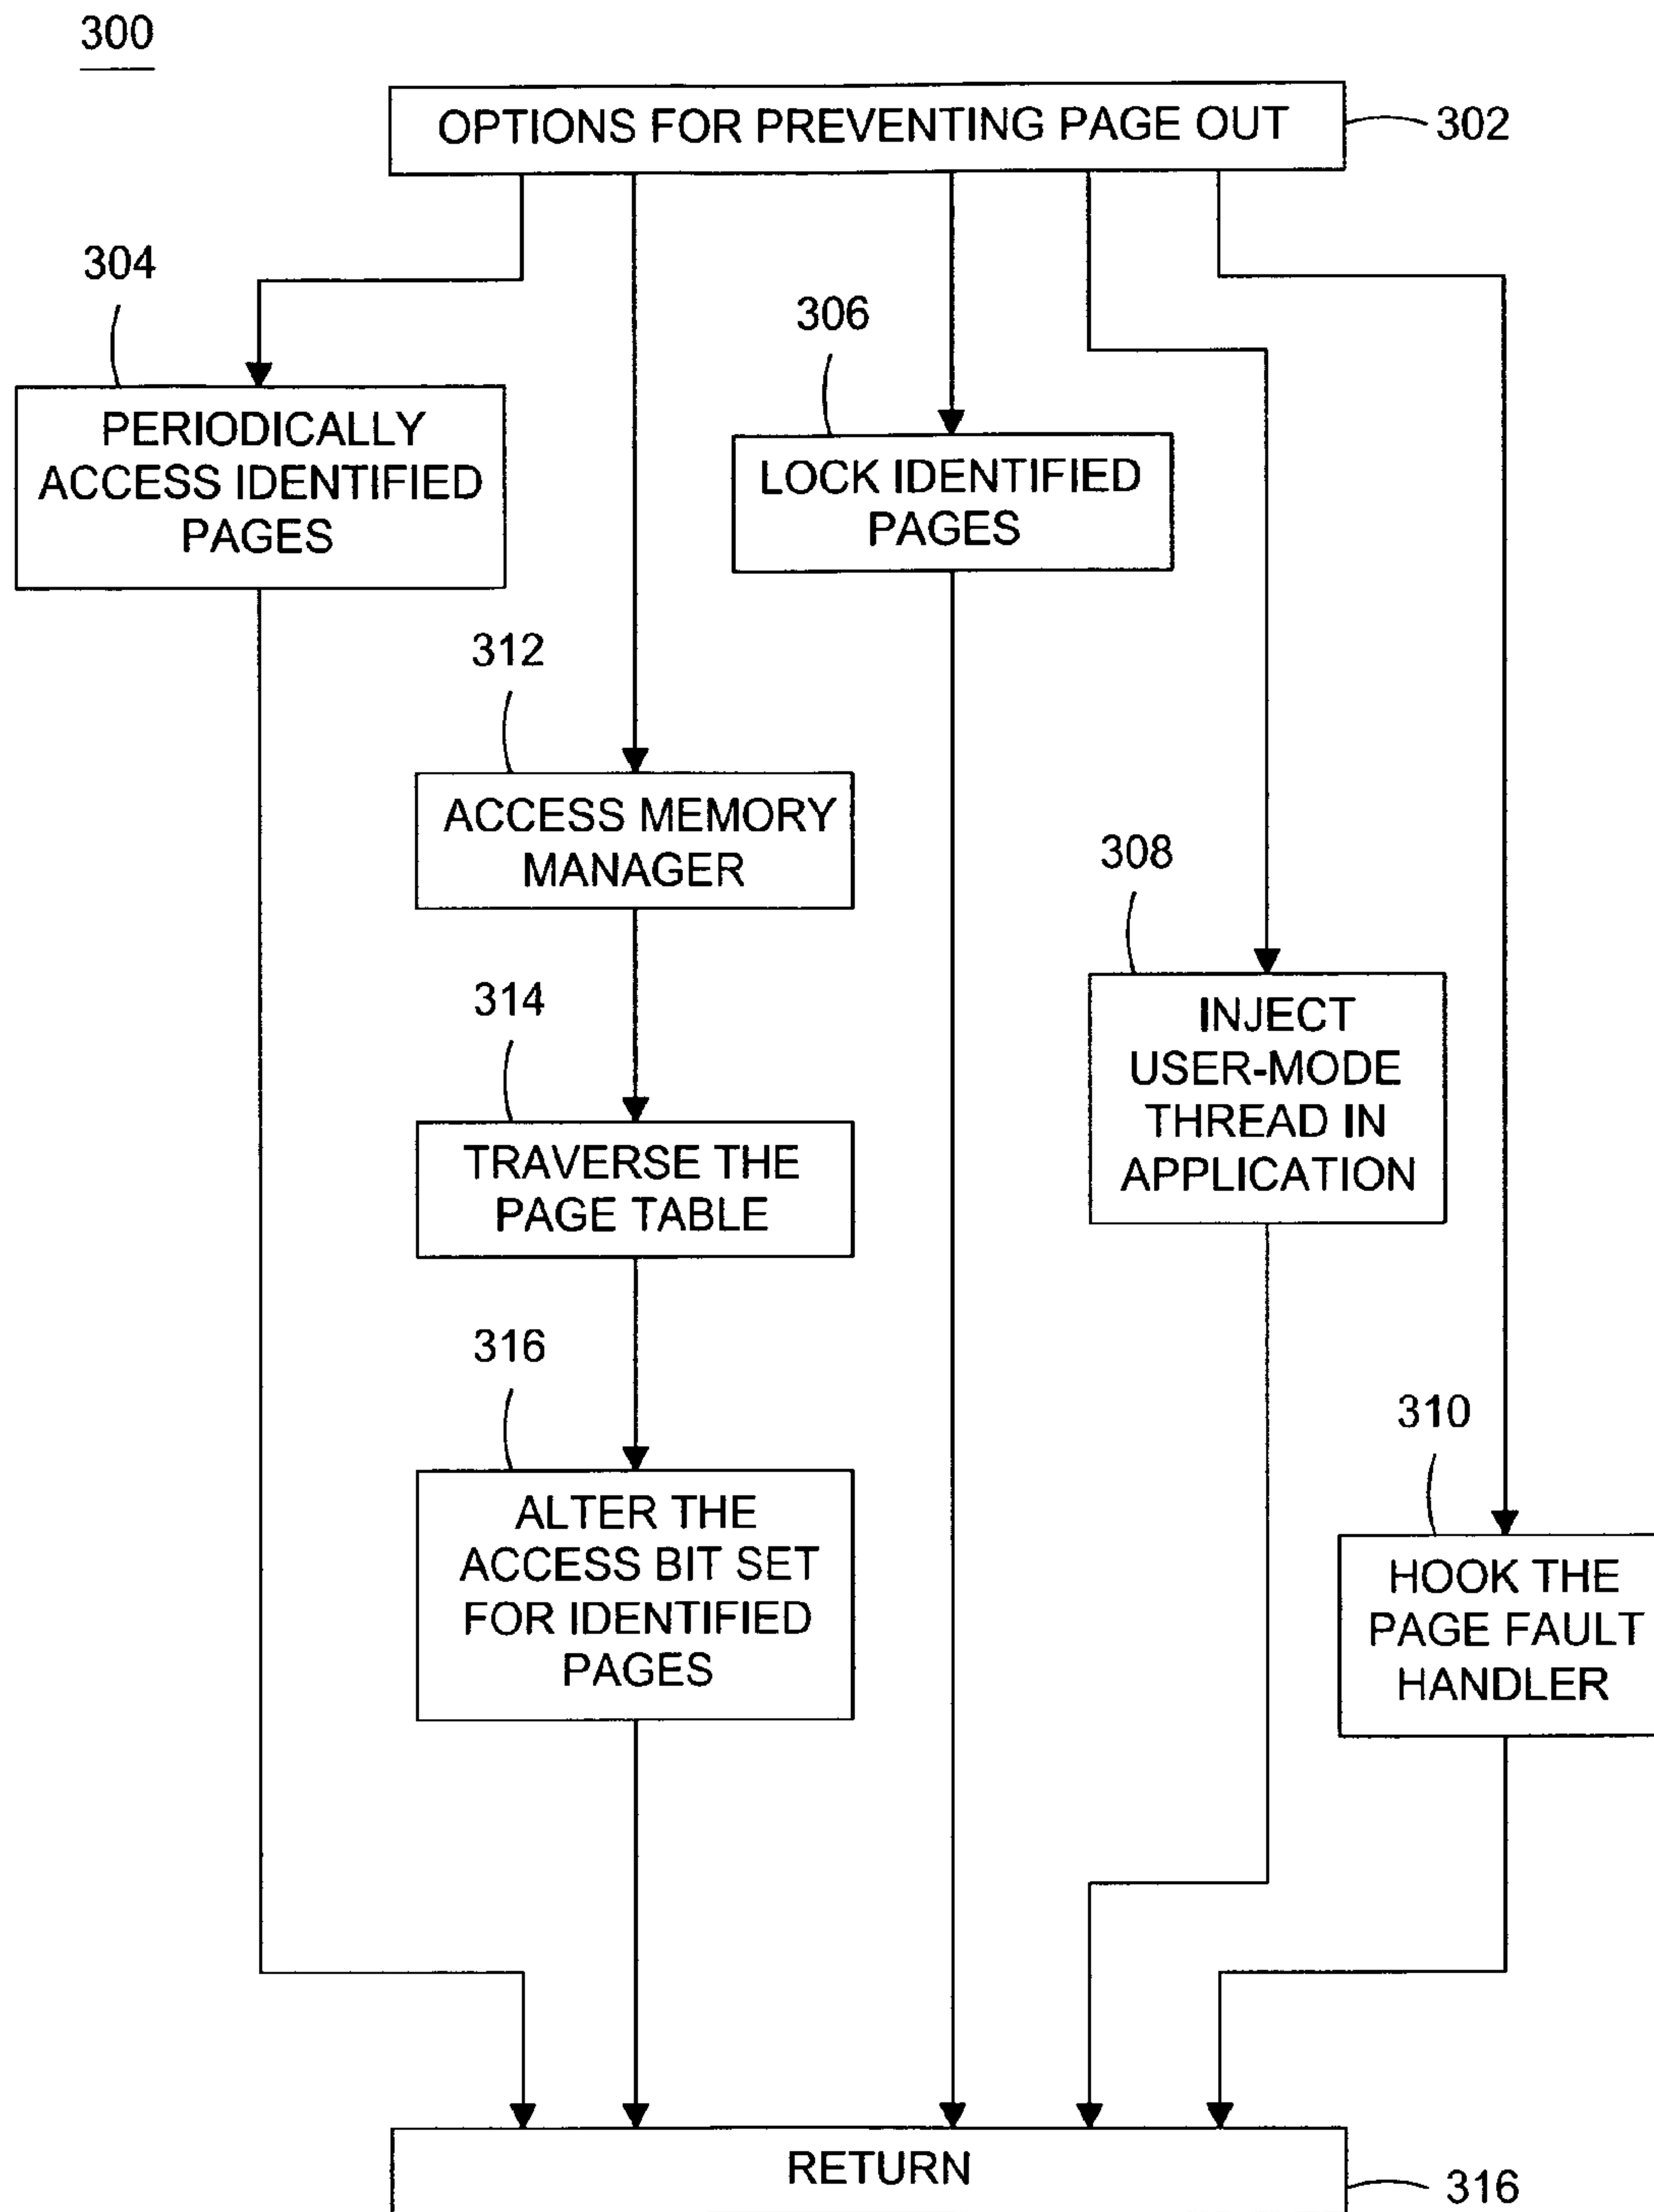 300
OPTIONS FOR PREVENTING PAGE OUT
302
304
PERIODICALLY
ACCESS IDENTIFIED
PAGES
306
LOCK IDENTIFIED
PAGES
312
ACCESS MEMORY
MANAGER
308
INJECT
USER-MODE
THREAD IN
APPLICATION
314
TRAVERSE THE
PAGE TABLE
316
ALTER THE
ACCESS BIT SET
FOR IDENTIFIED
PAGES
310
HOOK THE
PAGE FAULT
HANDLER
RETURN
316